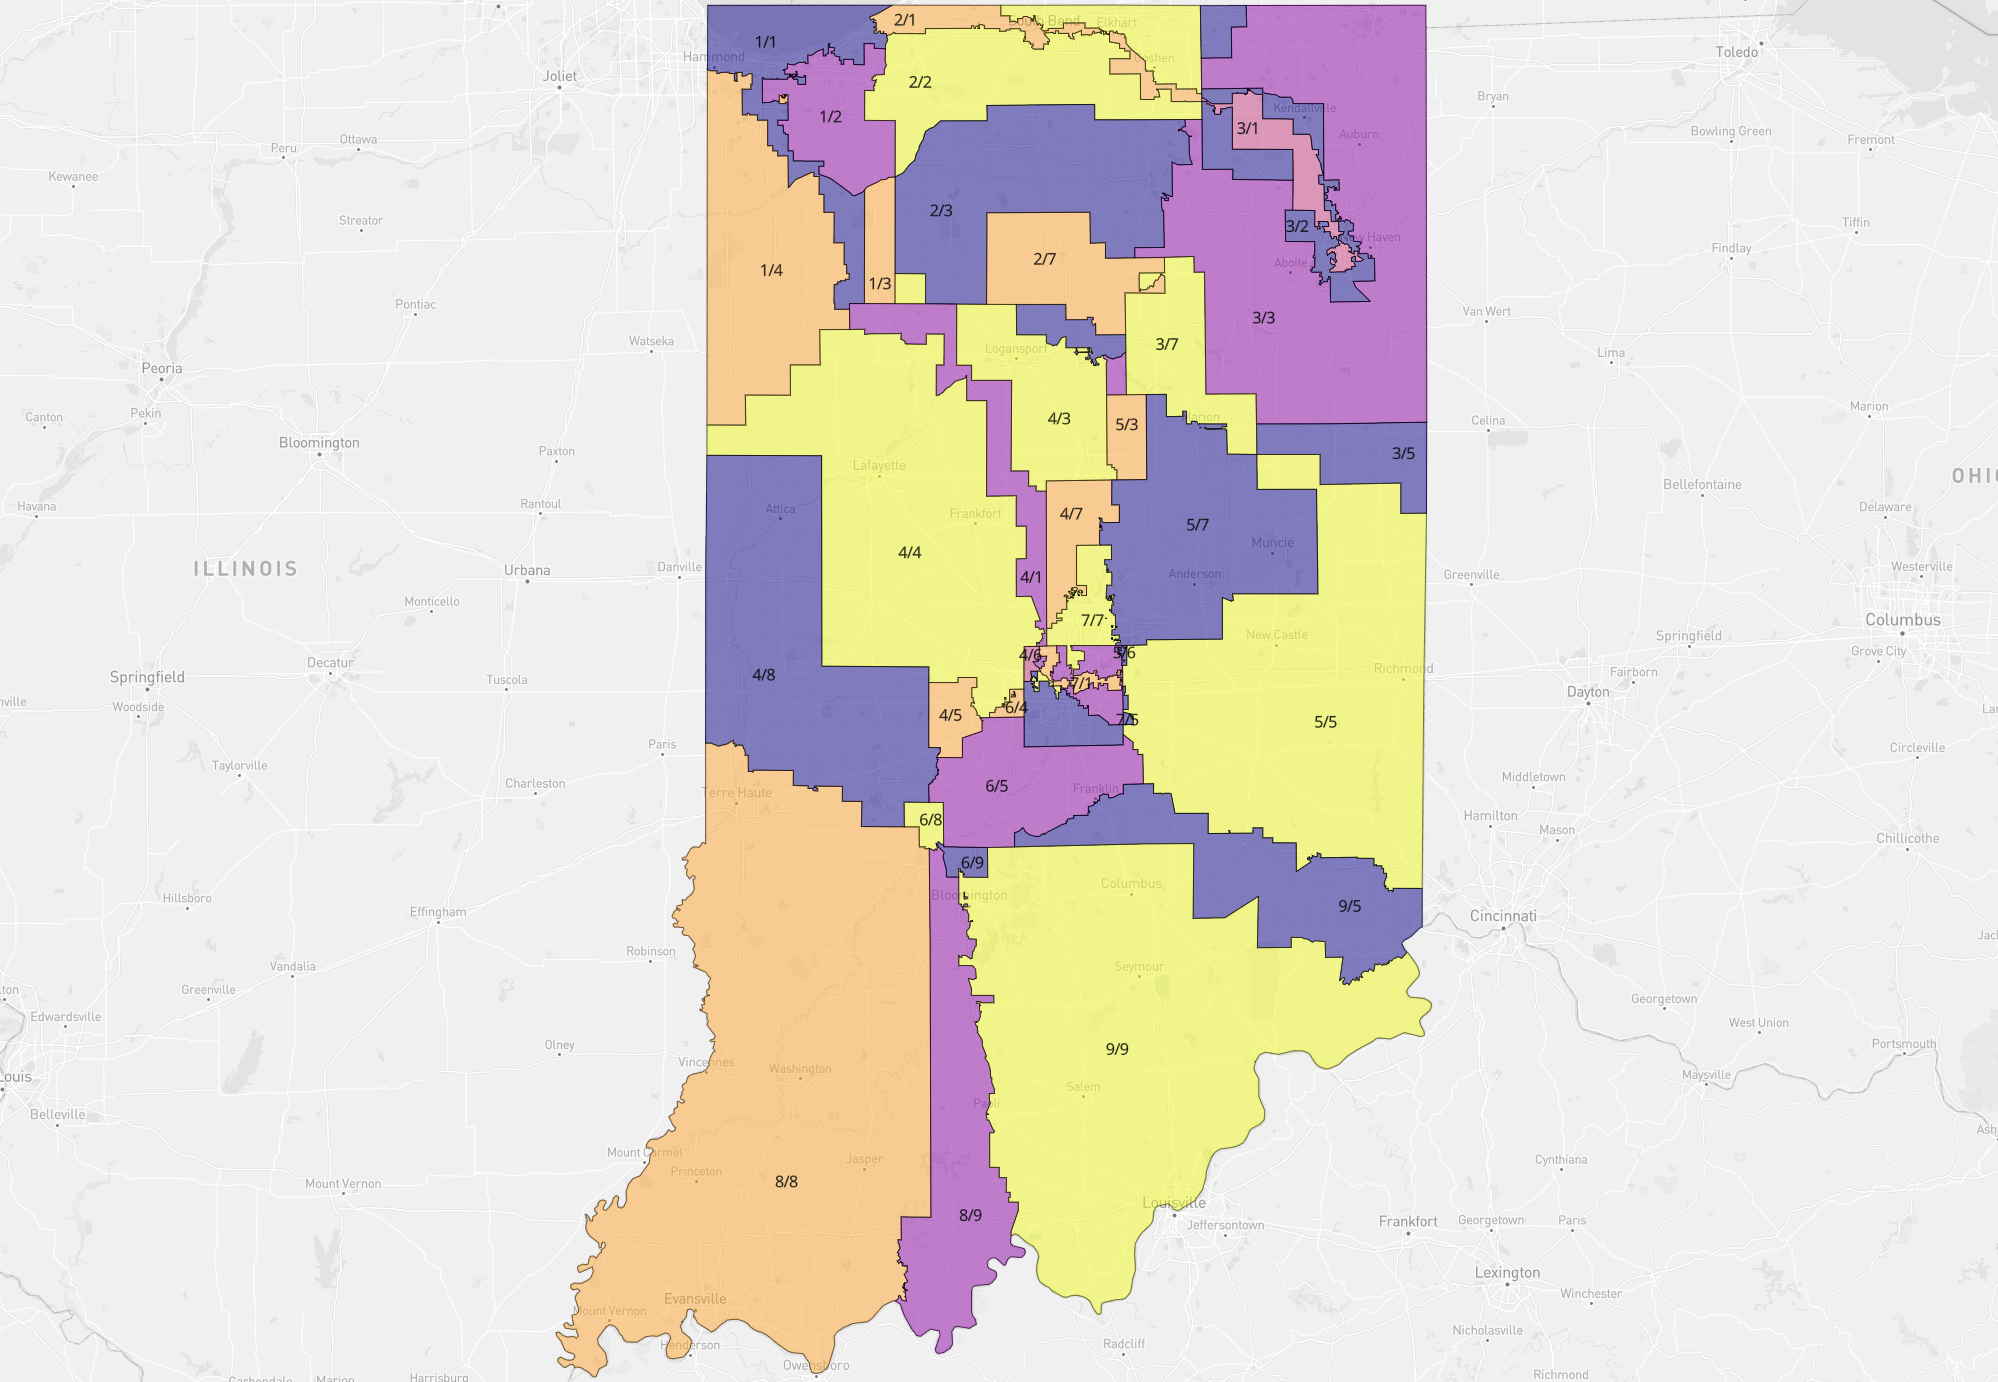 2/1
South Bend
Elkhart
1/1
Hammond
Toledo
Joliet
Goshen
2/2
Bryan
Kendallville
1/2
3/1
Auburn
Bowling Green
Fremont
Ottawa
Peru
Kewanee
Streator
2/3
3/2
New Haven
Tiffin
Findlay
2/7
Aboite
1/4
1/3
Pontiac
Van Wert
3/3
Watseka
Logansport
3/7
Lima
Peoria
Canton
Pekin
4/3
5/3
Marion
Marion
Celina
Bloomington
Paxton
3/5
Lafayette
Bellefontaine
OHIO
Havana
Rantoul
Attica
Frankfort
4/7
5/7
Delaware
4/4
Muncie
ILLINOIS
Urbana
Danville
4/1
Anderson
Greenville
Westerville
Monticello
7/7
Columbus
New Castle
Springfield
Grove City
4/6
5/6
Decatur
Springfield
4/8
Richmond
Fairborn
Tuscola
7/1
Dayton
Woodside
4/5
6/4
7/5
5/5
Paris
Circleville
Taylorville
Charleston
6/5
Franklin
Middletown
Terre Haute
Hamilton
6/8
Mason
Chillicothe
6/9
Columbus
Hillsboro
Bloomington
9/5
Effingham
Cincinnati
Robinson
Vandalia
Seymour
Greenville
Georgetown
Edwardsville
West Union
Olney
9/9
Vincennes
Washington
Portsmouth
Louis
Salem
Maysville
Belleville
Paoli
Mount Carmel
Jasper
Princeton
Cynthiana
Mount Vernon
8/8
Louisville
8/9
Jeffersontown
Frankfort
Georgetown
Paris
Lexington
Evansville
Winchester
Mount Vernon
Nicholasville
Henderson
Radcliff
Owensboro
Carbondale
Marion
Harrisburg
Richmond